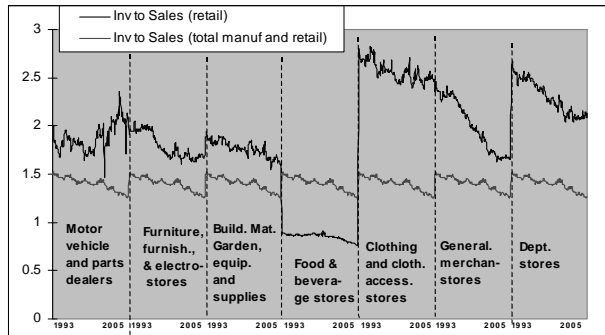 Inv to Sales (retail)
Inv to Sales (total manuf and retail)
3
2.5
2
1.5
1
0.5
0
Motor
vehicle
and parts
dealers
Furniture,
furnish.,
& electro-
stores
Build. Mat.
Garden,
equip.
and
supplies
Food &
bevera-
ge stores
Clothing
and cloth.
access.
stores
General.
merchan-
stores
Dept.
stores
1993 2005 1993 2005 1993 2005 1993 2005 1993 2005 1993 2005 1993 2005